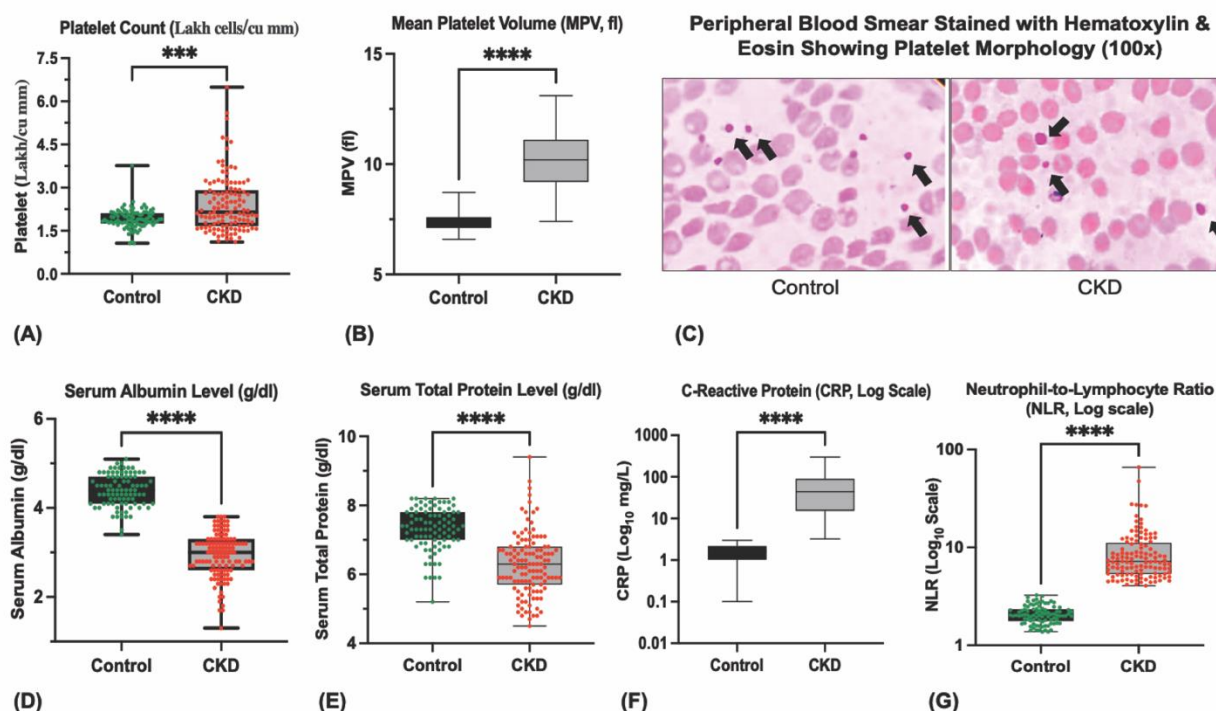 Platelet Count (Lakh cells/cu mm)
***
Platelet (Lakh/cu mm)
7.5
6.0
4.5
3.0
1.5
0.0
Control
CKD
(A)
Mean Platelet Volume (MPV, fl)
****
MPV (fl)
15
10
5
Control
CKD
(B)
Peripheral Blood Smear Stained with Hematoxylin &
Eosin Showing Platelet Morphology (100x)
Control
CKD
(C)
Serum Albumin Level (g/dl)
****
Serum Albumin (g/dl)
6
4
2
Control
CKD
(D)
Serum Total Protein Level (g/dl)
****
Serum Total Protein (g/dl)
10
8
6
4
Control
CKD
(E)
C-Reactive Protein (CRP, Log Scale)
****
CRP (Log10 mg/L)
1000
100
10
1
0.1
0.01
Control
CKD
(F)
Neutrophil-to-Lymphocyte Ratio
(NLR, Log scale)
****
NLR (Log10 Scale)
100
10
1
Control
CKD
(G)